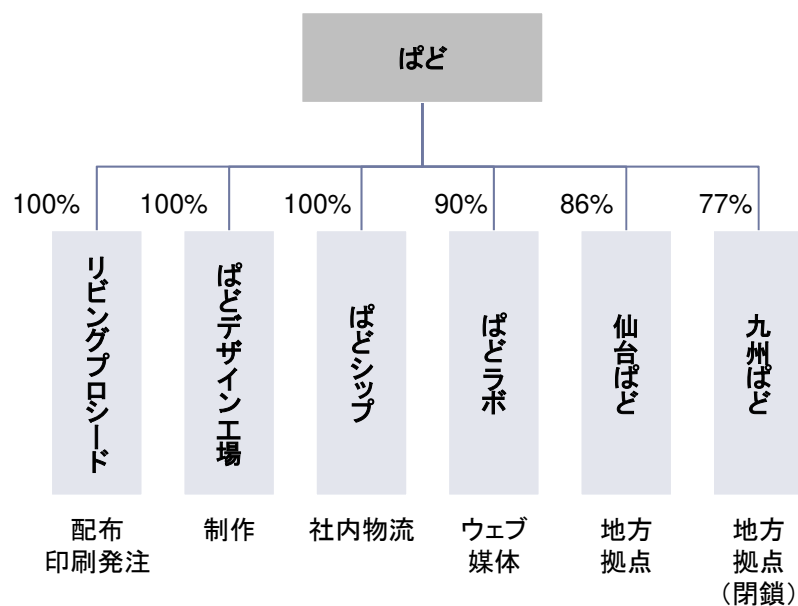 ぱど
100%
100%
100%
90%
86%
77%
リビングプロシード
ぱどデザイン工場
ぱどシップ
ぱどラボ
仙台ぱど
九州ぱど
配布
印刷発注
制作
社内物流
ウェブ
媒体
地方
拠点
地方
拠点
（閉鎖）